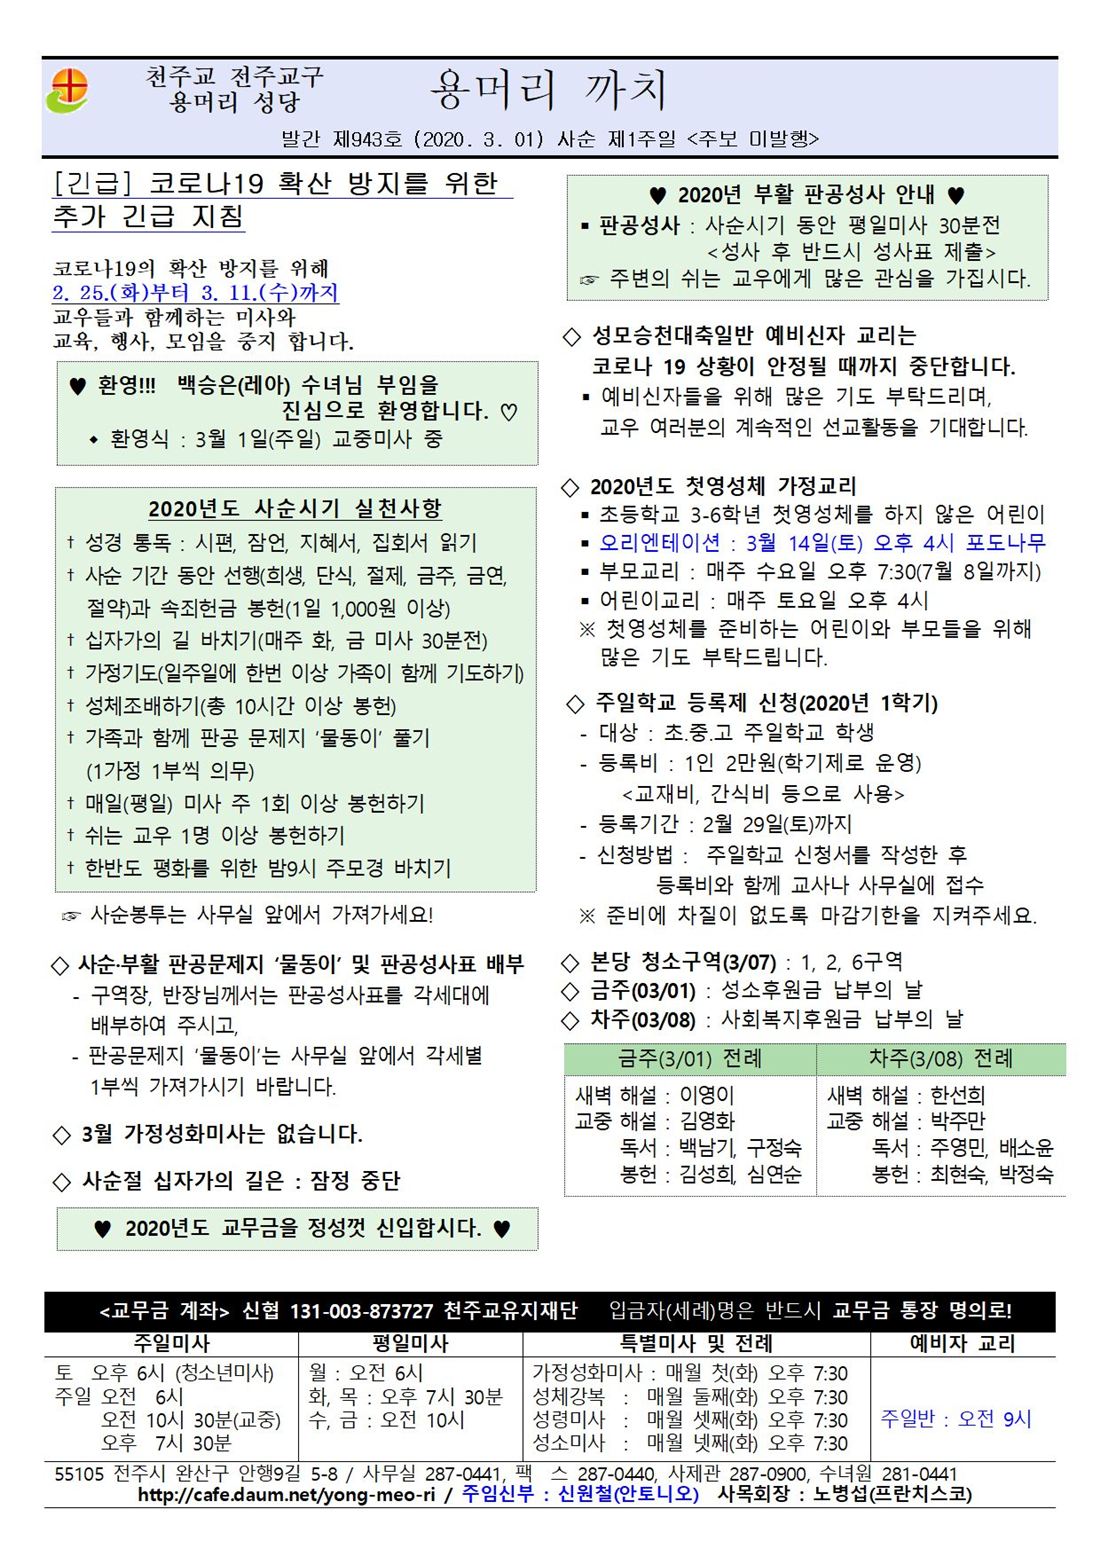 천주교 전주교구
용머리 성당
용머리 까치
발간 제943호 (2020. 3. 01) 사순 제1주일 <주보 미발행>
[긴급] 코로나19 확산 방지를 위한
추가 긴급 지침
코로나19의 확산 방지를 위해
2. 25.(화)부터 3. 11.(수)까지
교우들과 함께하는 미사와
교육, 행사, 모임을 중지 합니다.
♥ 환영!!! 백승은(레아) 수녀님 부임을
진심으로 환영합니다. ♡
◆ 환영식 : 3월 1일(주일) 교중미사 중
2020년도 사순시기 실천사항
† 성경 통독 : 시편, 잠언, 지혜서, 집회서 읽기
† 사순 기간 동안 선행(희생, 단식, 절제, 금주, 금연,
절약)과 속죄헌금 봉헌(1일 1,000원 이상)
† 십자가의 길 바치기(매주 화, 금 미사 30분전)
† 가정기도(일주일에 한번 이상 가족이 함께 기도하기)
† 성체조배하기(총 10시간 이상 봉헌)
† 가족과 함께 판공 문제지 ‘물동이’ 풀기
(1가정 1부씩 의무)
† 매일(평일) 미사 주 1회 이상 봉헌하기
† 쉬는 교우 1명 이상 봉헌하기
† 한반도 평화를 위한 밤9시 주모경 바치기
☞ 사순봉투는 사무실 앞에서 가져가세요!
◇ 사순·부활 판공문제지 ‘물동이’ 및 판공성사표 배부
- 구역장, 반장님께서는 판공성사표를 각세대에
배부하여 주시고,
- 판공문제지 ‘물동이’는 사무실 앞에서 각세별
1부씩 가져가시기 바랍니다.
◇ 3월 가정성화미사는 없습니다.
◇ 사순절 십자가의 길은 : 잠정 중단
♥ 2020년도 교무금을 정성껏 신입합시다. ♥
♥ 2020년 부활 판공성사 안내 ♥
▪ 판공성사 : 사순시기 동안 평일미사 30분전
<성사 후 반드시 성사표 제출>
☞ 주변의 쉬는 교우에게 많은 관심을 가집시다.
◇ 성모승천대축일반 예비신자 교리는
코로나 19 상황이 안정될 때까지 중단합니다.
▪ 예비신자들을 위해 많은 기도 부탁드리며,
교우 여러분의 계속적인 선교활동을 기대합니다.
◇ 2020년도 첫영성체 가정교리
▪ 초등학교 3-6학년 첫영성체를 하지 않은 어린이
▪ 오리엔테이션 : 3월 14일(토) 오후 4시 포도나무
▪ 부모교리 : 매주 수요일 오후 7:30(7월 8일까지)
▪ 어린이교리 : 매주 토요일 오후 4시
※ 첫영성체를 준비하는 어린이와 부모들을 위해
많은 기도 부탁드립니다.
◇ 주일학교 등록제 신청(2020년 1학기)
- 대상 : 초.중.고 주일학교 학생
- 등록비 : 1인 2만원(학기제로 운영)
<교재비, 간식비 등으로 사용>
- 등록기간 : 2월 29일(토)까지
- 신청방법 : 주일학교 신청서를 작성한 후
등록비와 함께 교사나 사무실에 접수
※ 준비에 차질이 없도록 마감기한을 지켜주세요.
◇ 본당 청소구역(3/07) : 1, 2, 6구역
◇ 금주(03/01) : 성소후원금 납부의 날
◇ 차주(03/08) : 사회복지후원금 납부의 날
금주(3/01) 전례 차주(3/08) 전례
새벽 해설 : 이영이 새벽 해설 : 한선희
교중 해설 : 김영화 교중 해설 : 박주만
독서 : 백남기, 구정숙 독서 : 주영민, 배소윤
봉헌 : 김성희, 심연순 봉헌 : 최현숙, 박정숙
<교무금 계좌> 신협 131-003-873727 천주교유지재단 입금자(세례)명은 반드시 교무금 통장 명의로!
주일미사 평일미사 특별미사 및 전례 예비자 교리
토 오후 6시 (청소년미사) 월 : 오전 6시 가정성화미사 : 매월 첫(화) 오후 7:30
주일 오전 6시 화, 목 : 오후 7시 30분 성체강복 : 매월 둘째(화) 오후 7:30
오전 10시 30분(교중) 수, 금 : 오전 10시 성령미사 : 매월 셋째(화) 오후 7:30 주일반 : 오전 9시
오후 7시 30분 성소미사 : 매월 넷째(화) 오후 7:30
55105 전주시 완산구 안행9길 5-8 / 사무실 287-0441, 팩 스 287-0440, 사제관 287-0900, 수녀원 281-0441
http://cafe.daum.net/yong-meo-ri / 주임신부 : 신원철(안토니오) 사목회장 : 노병섭(프란치스코)